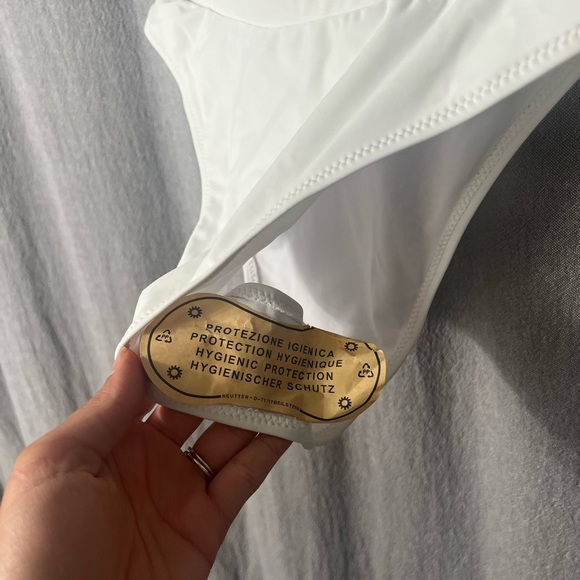 PROTEZIONE IGIENICA
PROTECTION HYGIENIQUE
HYGIENIC PROTECTION
HYGIENISCHER SCHUTZ